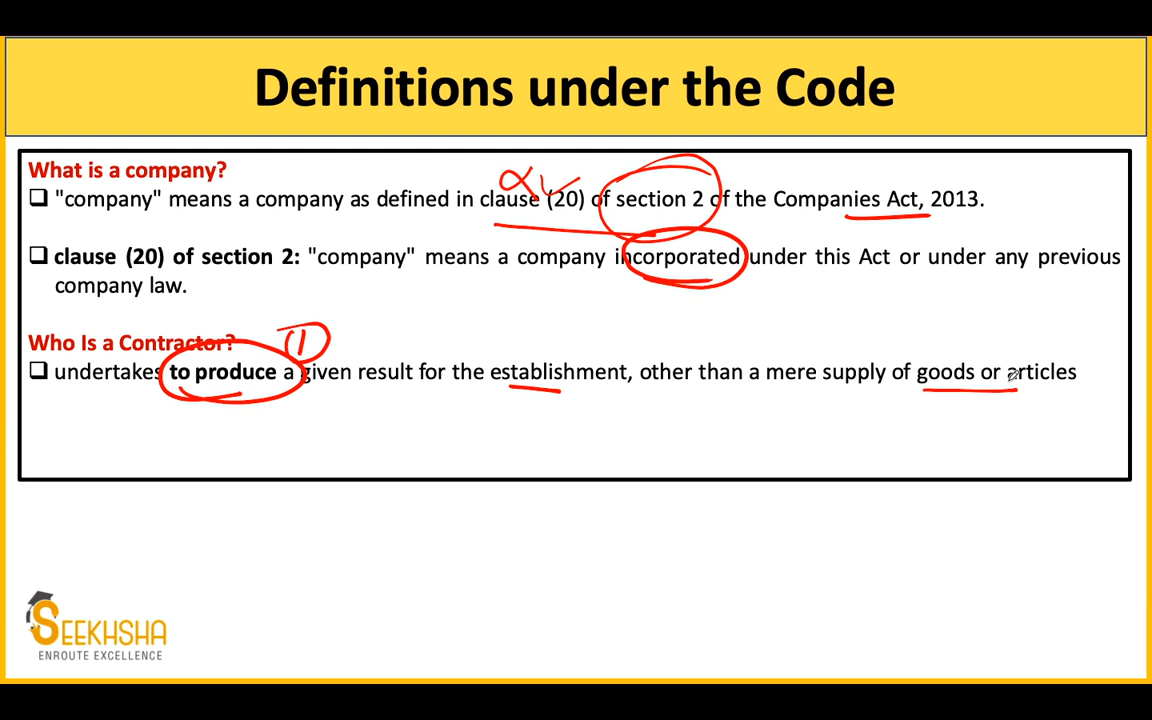 Definitions under the Code
What is a company?
"company" means a company as defined in clause (20) of section 2 of the Companies Act, 2013.
clause (20) of section 2: "company" means a company incorporated under this Act or under any previous
company law.
Who Is a Contractor?
1
undertakes to produce a given result for the establishment, other than a mere supply of goods or articles
SEEKHSHA
ENROUTE EXCELLENCE